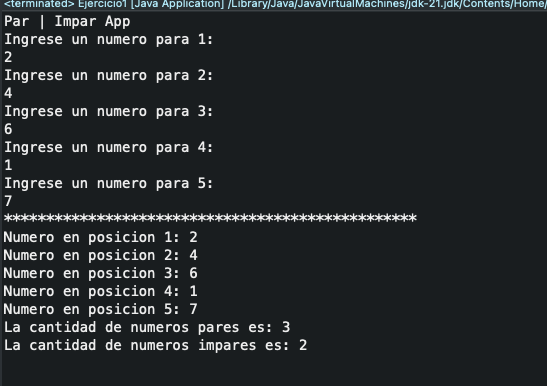 <terminated> Ejercicio1 [Java Application] /Library/Java/JavaVirtualMachines/jdk-21.jdk/Contents/Home/
Par | Impar App
Ingrese un numero para 1:
2
Ingrese un numero para 2:
4
Ingrese un numero para 3:
6
Ingrese un numero para 4:
1
Ingrese un numero para 5:
7
**************************************************
Numero en posicion 1: 2
Numero en posicion 2: 4
Numero en posicion 3: 6
Numero en posicion 4: 1
Numero en posicion 5: 7
La cantidad de numeros pares es: 3
La cantidad de numeros impares es: 2